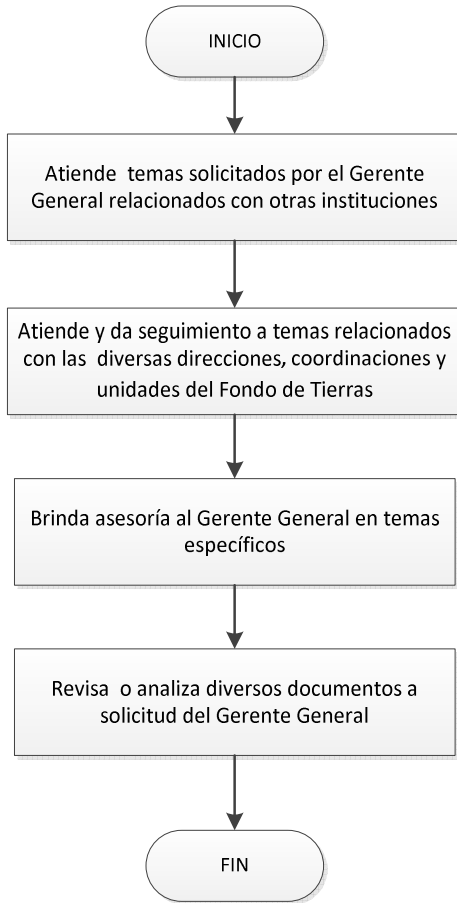 INICIO
Atiende temas solicitados por el Gerente
General relacionados con otras instituciones
Atiende y da seguimiento a temas relacionados
con las diversas direcciones, coordinaciones y
unidades del Fondo de Tierras
Brinda asesoría al Gerente General en temas
específicos
Revisa o analiza diversos documentos a
solicitud del Gerente General
FIN